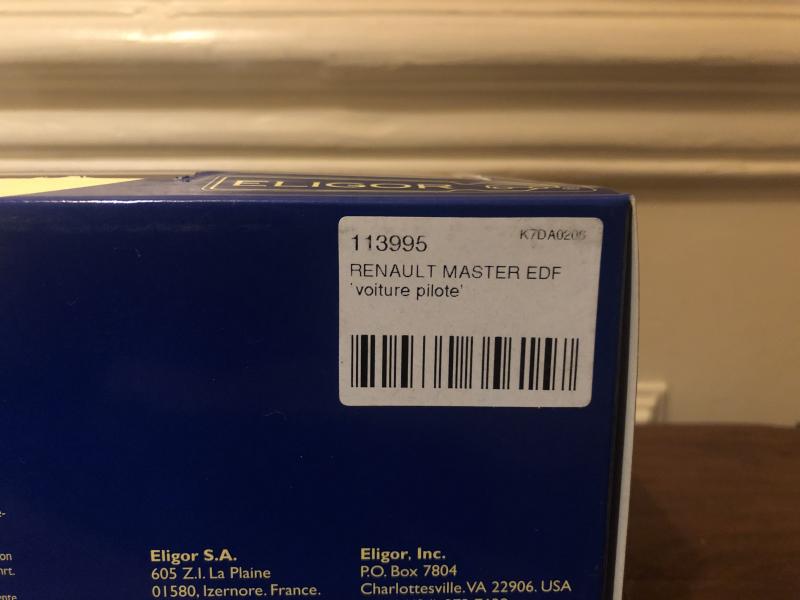 ELIGOR
113995
K7DA0206
RENAULT MASTER EDF
'voiture pilote'
Eligor S.A.
605 Z.I. La Plaine
01580, Izernore. France.
Eligor, Inc.
P.O. Box 7804
Charlottesville, VA 22906. USA